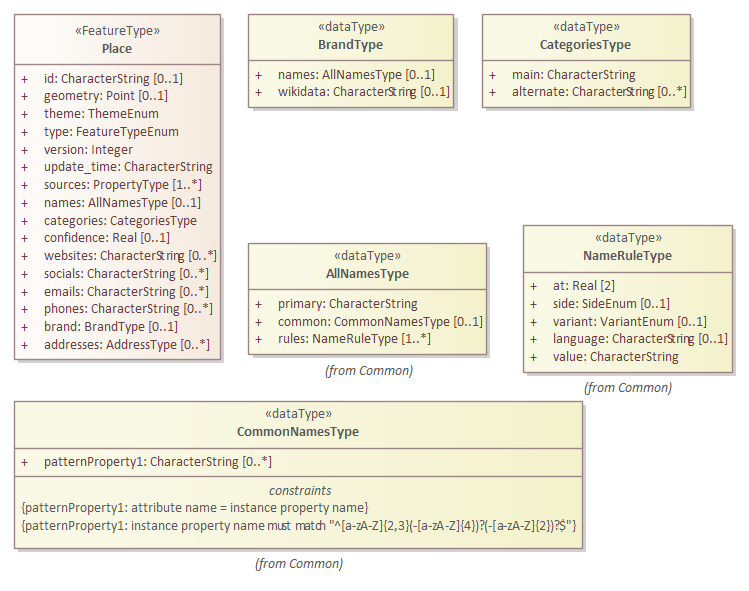 «FeatureType»
Place
+ id: CharacterString [0..1]
+ geometry: Point [0..1]
+ theme: ThemeEnum
+ type: FeatureTypeEnum
+ version: Integer
+ update_time: CharacterString
+ sources: PropertyType [1..*]
+ names: AllNamesType [0..1]
+ categories: CategoriesType
+ confidence: Real [0..1]
+ websites: CharacterString [0..*]
+ socials: CharacterString [0..*]
+ emails: CharacterString [0..*]
+ phones: CharacterString [0..*]
+ brand: BrandType [0..1]
+ addresses: AddressType [0..*]
«dataType»
BrandType
+ names: AllNamesType [0..1]
+ wikidata: CharacterString [0..1]
«dataType»
CategoriesType
+ main: CharacterString
+ alternate: CharacterString [0..*]
«dataType»
AllNamesType
+ primary: CharacterString
+ common: CommonNamesType [0..1]
+ rules: NameRuleType [1..*]
(from Common)
«dataType»
NameRuleType
+ at: Real [2]
+ side: SideEnum [0..1]
+ variant: VariantEnum [0..1]
+ language: CharacterString [0..1]
+ value: CharacterString
(from Common)
«dataType»
CommonNamesType
+ patternProperty1: CharacterString [0..*]
constraints
{patternProperty1: attribute name = instance property name}
{patternProperty1: instance property name must match "^[a-zA-Z]{2,3}(-[a-zA-Z]{4})?(-[a-zA-Z]{2})?$"}
(from Common)